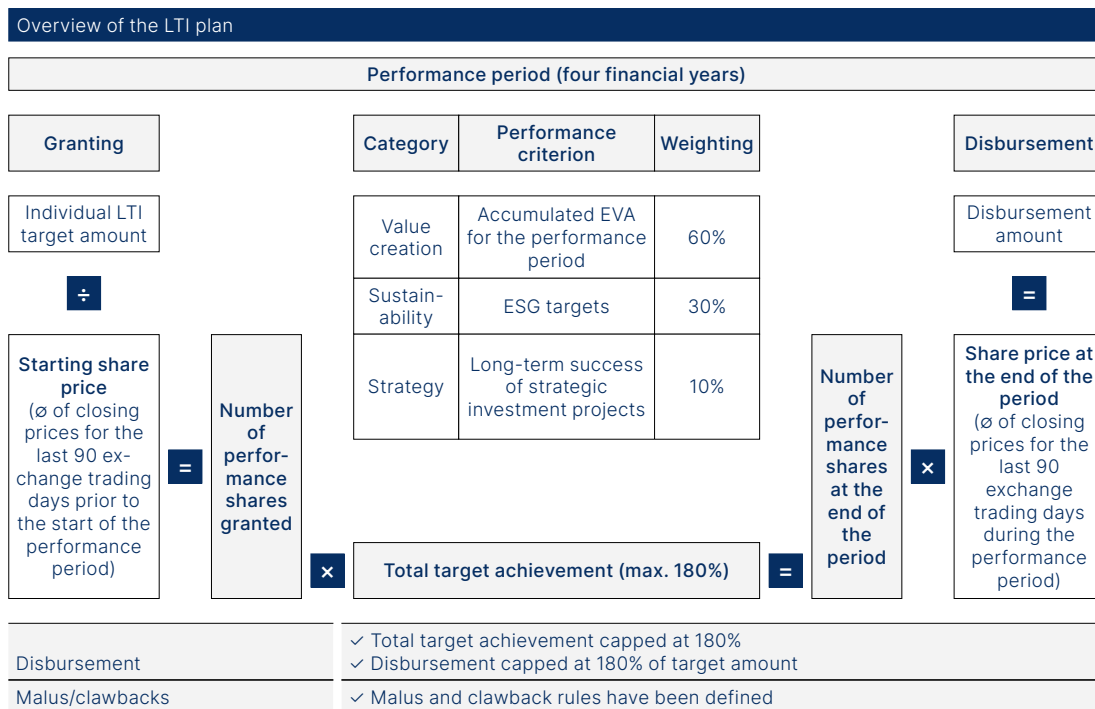 Overview of the LTI plan
Performance period (four financial years)
Granting
Category
Performance
criterion
Weighting
Disbursement
Individual LTI
target amount
÷
Starting share
price
(ø of closing
prices for the
last 90 ex-
change trading
days prior to
the start of the
performance
period)
=
Number
of
perfor-
mance
shares
granted
×
Value
creation
Accumulated EVA
for the performance
period
60%
Sustain-
ability
ESG targets
30%
Strategy
Long-term success
of strategic
investment projects
10%
Total target achievement (max. 180%)
=
Number
of
perfor-
mance
shares
at the
end of
the
period
×
Disbursement
amount
=
Share price at
the end of the
period
(ø of closing
prices for the
last 90
exchange
trading days
during the
performance
period)
Disbursement
✓ Total target achievement capped at 180%
✓ Disbursement capped at 180% of target amount
Malus/clawbacks
✓ Malus and clawback rules have been defined